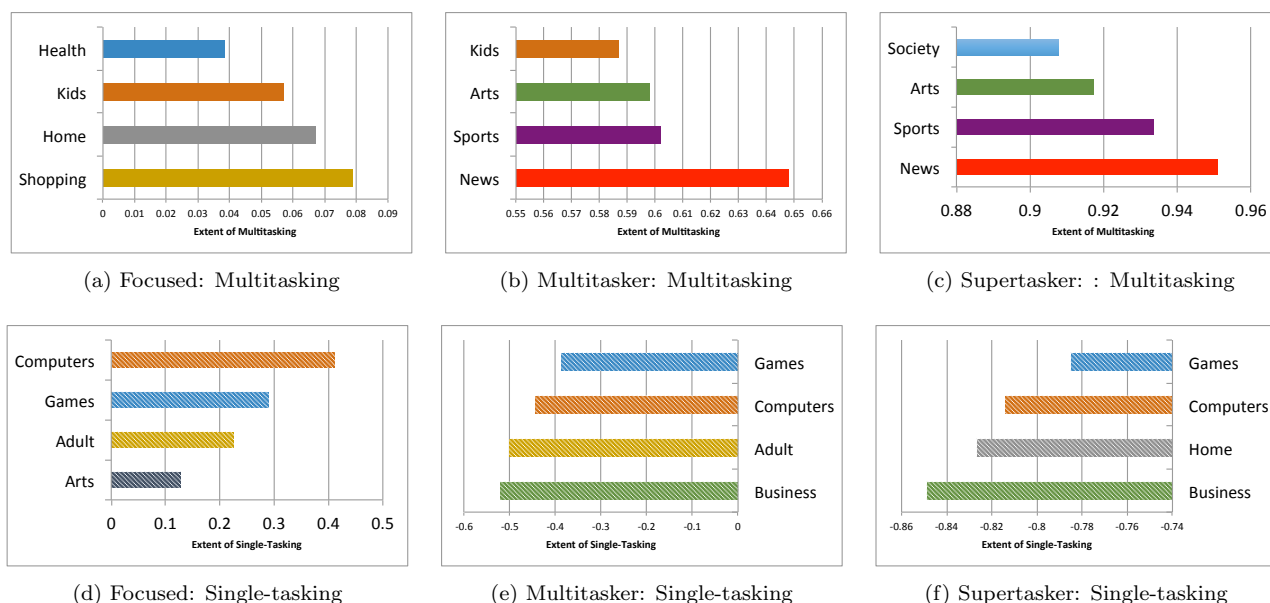 Health
Kids
Home
Shopping
0 0.01 0.02 0.03 0.04 0.05 0.06 0.07 0.08 0.09
Extent of Multitasking
(a) Focused: Multitasking
Kids
Arts
Sports
News
0.55 0.56 0.57 0.58 0.59 0.6 0.61 0.62 0.63 0.64 0.65 0.66
Extent of Multitasking
(b) Multitasker: Multitasking
Society
Arts
Sports
News
0.88 0.9 0.92 0.94 0.96
Extent of Multitasking
(c) Supertasker: : Multitasking
Computers
Games
Adult
Arts
0 0.1 0.2 0.3 0.4 0.5
Extent of Single-Tasking
(d) Focused: Single-tasking
Games
Computers
Adult
Business
-0.6 -0.5 -0.4 -0.3 -0.2 -0.1 0
Extent of Single-Tasking
(e) Multitasker: Single-tasking
Games
Computers
Home
Business
-0.86 -0.84 -0.82 -0.8 -0.78 -0.76 -0.74
Extent of Single-Tasking
(f) Supertasker: Single-tasking